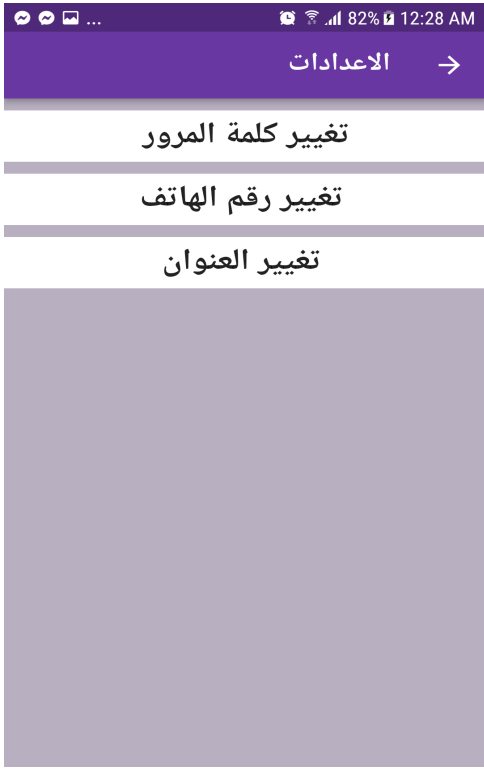 ... 82% 12:28 AM
الاعدادات
تغيير كلمة المرور
تغيير رقم الهاتف
تغيير العنوان